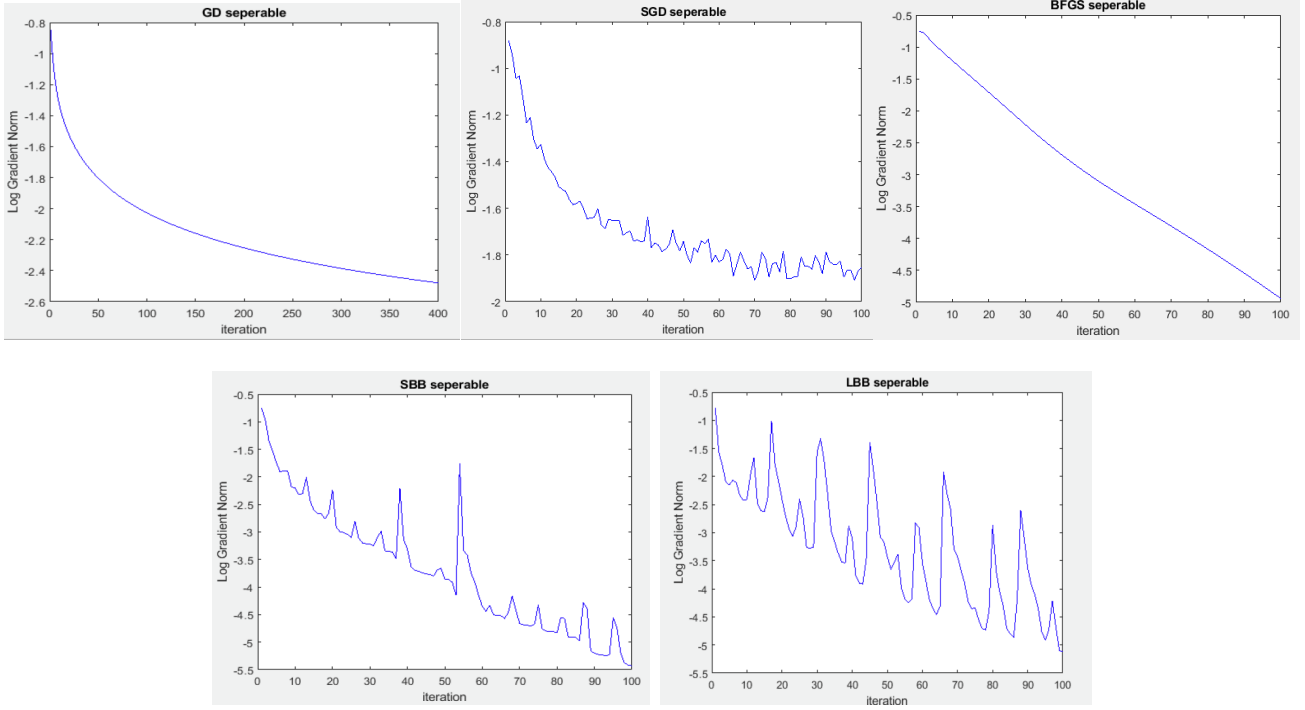 GD seperable
Log Gradient Norm
-0.8
-1
-1.2
-1.4
-1.6
-1.8
-2
-2.2
-2.4
-2.6
0 50 100 150 200 250 300 350 400
iteration
SGD seperable
Log Gradient Norm
-0.8
-1
-1.2
-1.4
-1.6
-1.8
-2
0 10 20 30 40 50 60 70 80 90 100
iteration
BFGS seperable
Log Gradient Norm
-0.5
-1
-1.5
-2
-2.5
-3
-3.5
-4
-4.5
-5
0 10 20 30 40 50 60 70 80 90 100
iteration
SBB seperable
Log Gradient Norm
-0.5
-1
-1.5
-2
-2.5
-3
-3.5
-4
-4.5
-5
-5.5
0 10 20 30 40 50 60 70 80 90 100
iteration
LBB seperable
Log Gradient Norm
-0.5
-1
-1.5
-2
-2.5
-3
-3.5
-4
-4.5
-5
-5.5
0 10 20 30 40 50 60 70 80 90 100
iteration